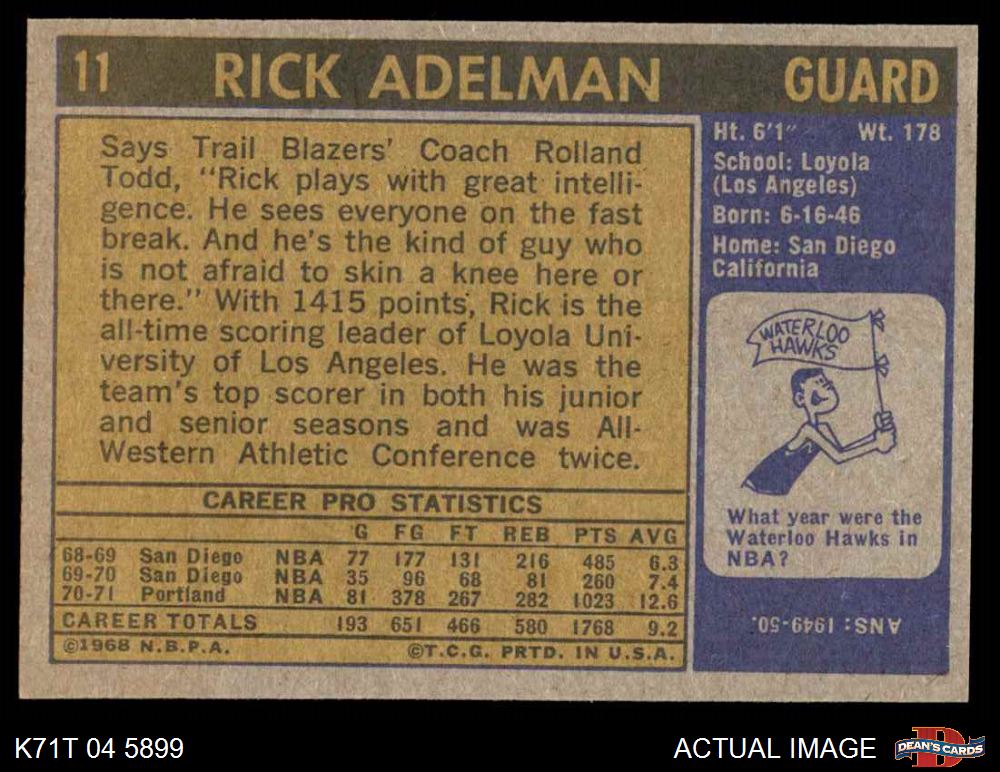 11 RICK ADELMAN GUARD
Says Trail Blazers' Coach Rolland
Todd, "Rick plays with great intelli-
gence. He sees everyone on the fast
break. And he's the kind of guy who
is not afraid to skin a knee here or
there." With 1415 points, Rick is the
all-time scoring leader of Loyola Uni-
versity of Los Angeles. He was the
team's top scorer in both his junior
and senior seasons and was All-
Western Athletic Conference twice.
CAREER PRO STATISTICS
G FG FT REB PTS AVG
68-69 San Diego NBA 77 177 131 216 485 6.3
69-70 San Diego NBA 35 96 68 81 260 7.4
70-71 Portland NBA 81 378 267 282 1023 12.6
CAREER TOTALS 193 651 466 580 1768 9.2
©1968 N.B.P.A. ©T.C.G. PRTD. IN U.S.A.
Ht. 6'1" Wt. 178
School: Loyola
(Los Angeles)
Born: 6-16-46
Home: San Diego
California
WATERLOO
HAWKS
What year were the
Waterloo Hawks in
NBA?
ANS: 1949-50.
K71T 04 5899
ACTUAL IMAGE
D
DEAN'S CARDS